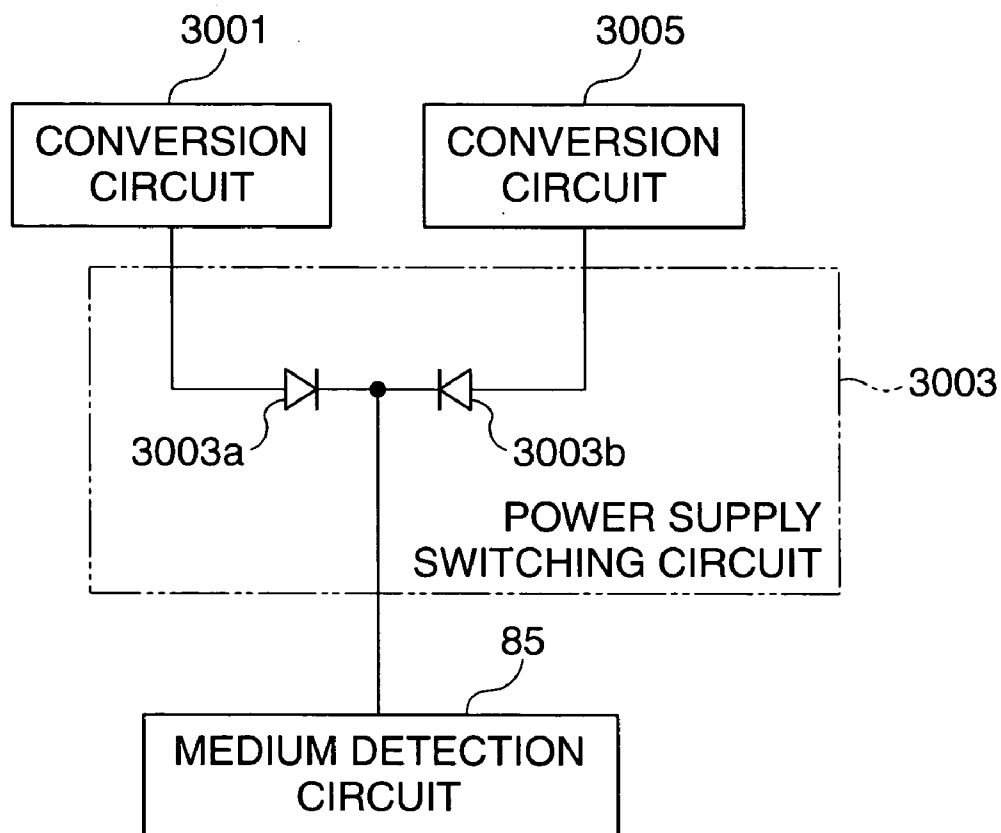 3001
3005
CONVERSION
CIRCUIT
CONVERSION
CIRCUIT
3003
3003a
3003b
POWER SUPPLY
SWITCHING CIRCUIT
85
MEDIUM DETECTION
CIRCUIT